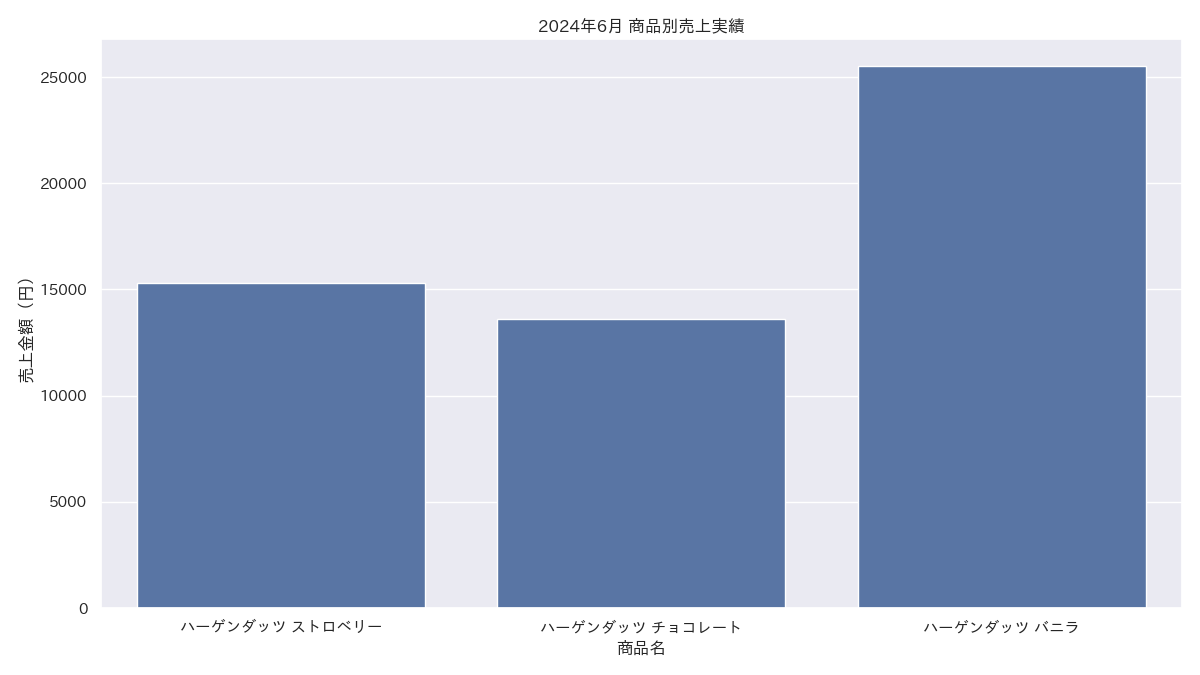 2024年6月 商品別売上実績
売上金額（円）
25000
20000
15000
10000
5000
0
ハーゲンダッツ ストロベリー
ハーゲンダッツ チョコレート
ハーゲンダッツ バニラ
商品名